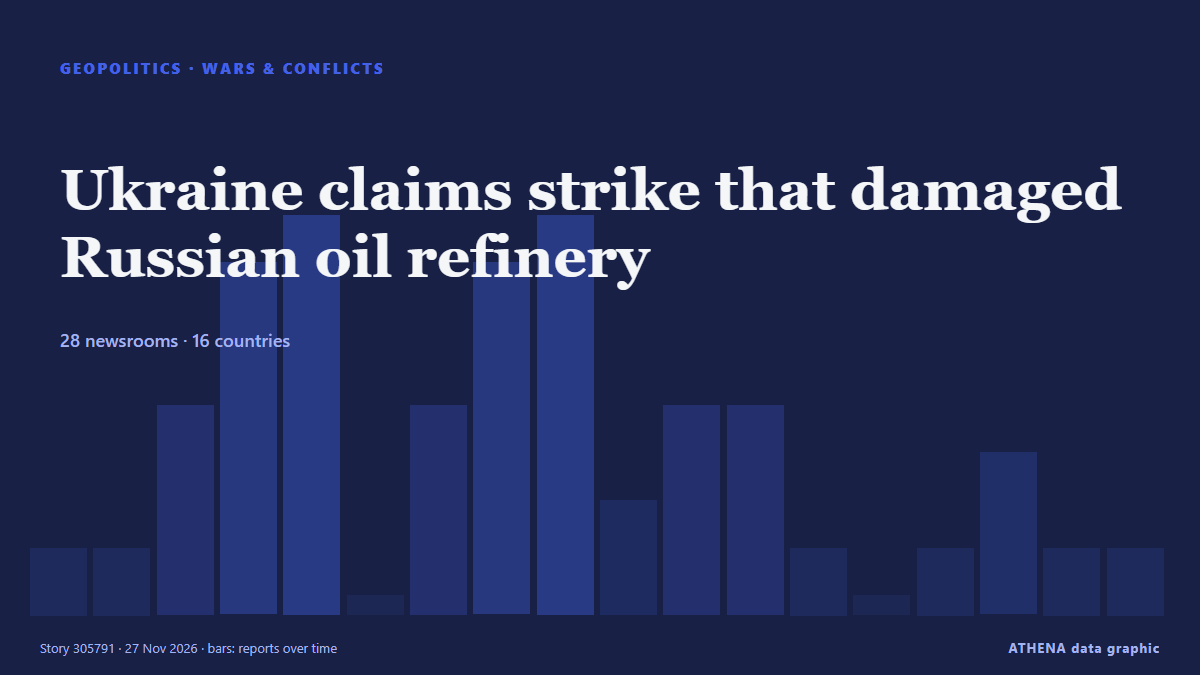 GEOPOLITICS · WARS & CONFLICTS
Ukraine claims strike that damaged
Russian oil refinery
28 newsrooms · 16 countries
Story 305791 · 27 Nov 2026 · bars: reports over time
ATHENA data graphic